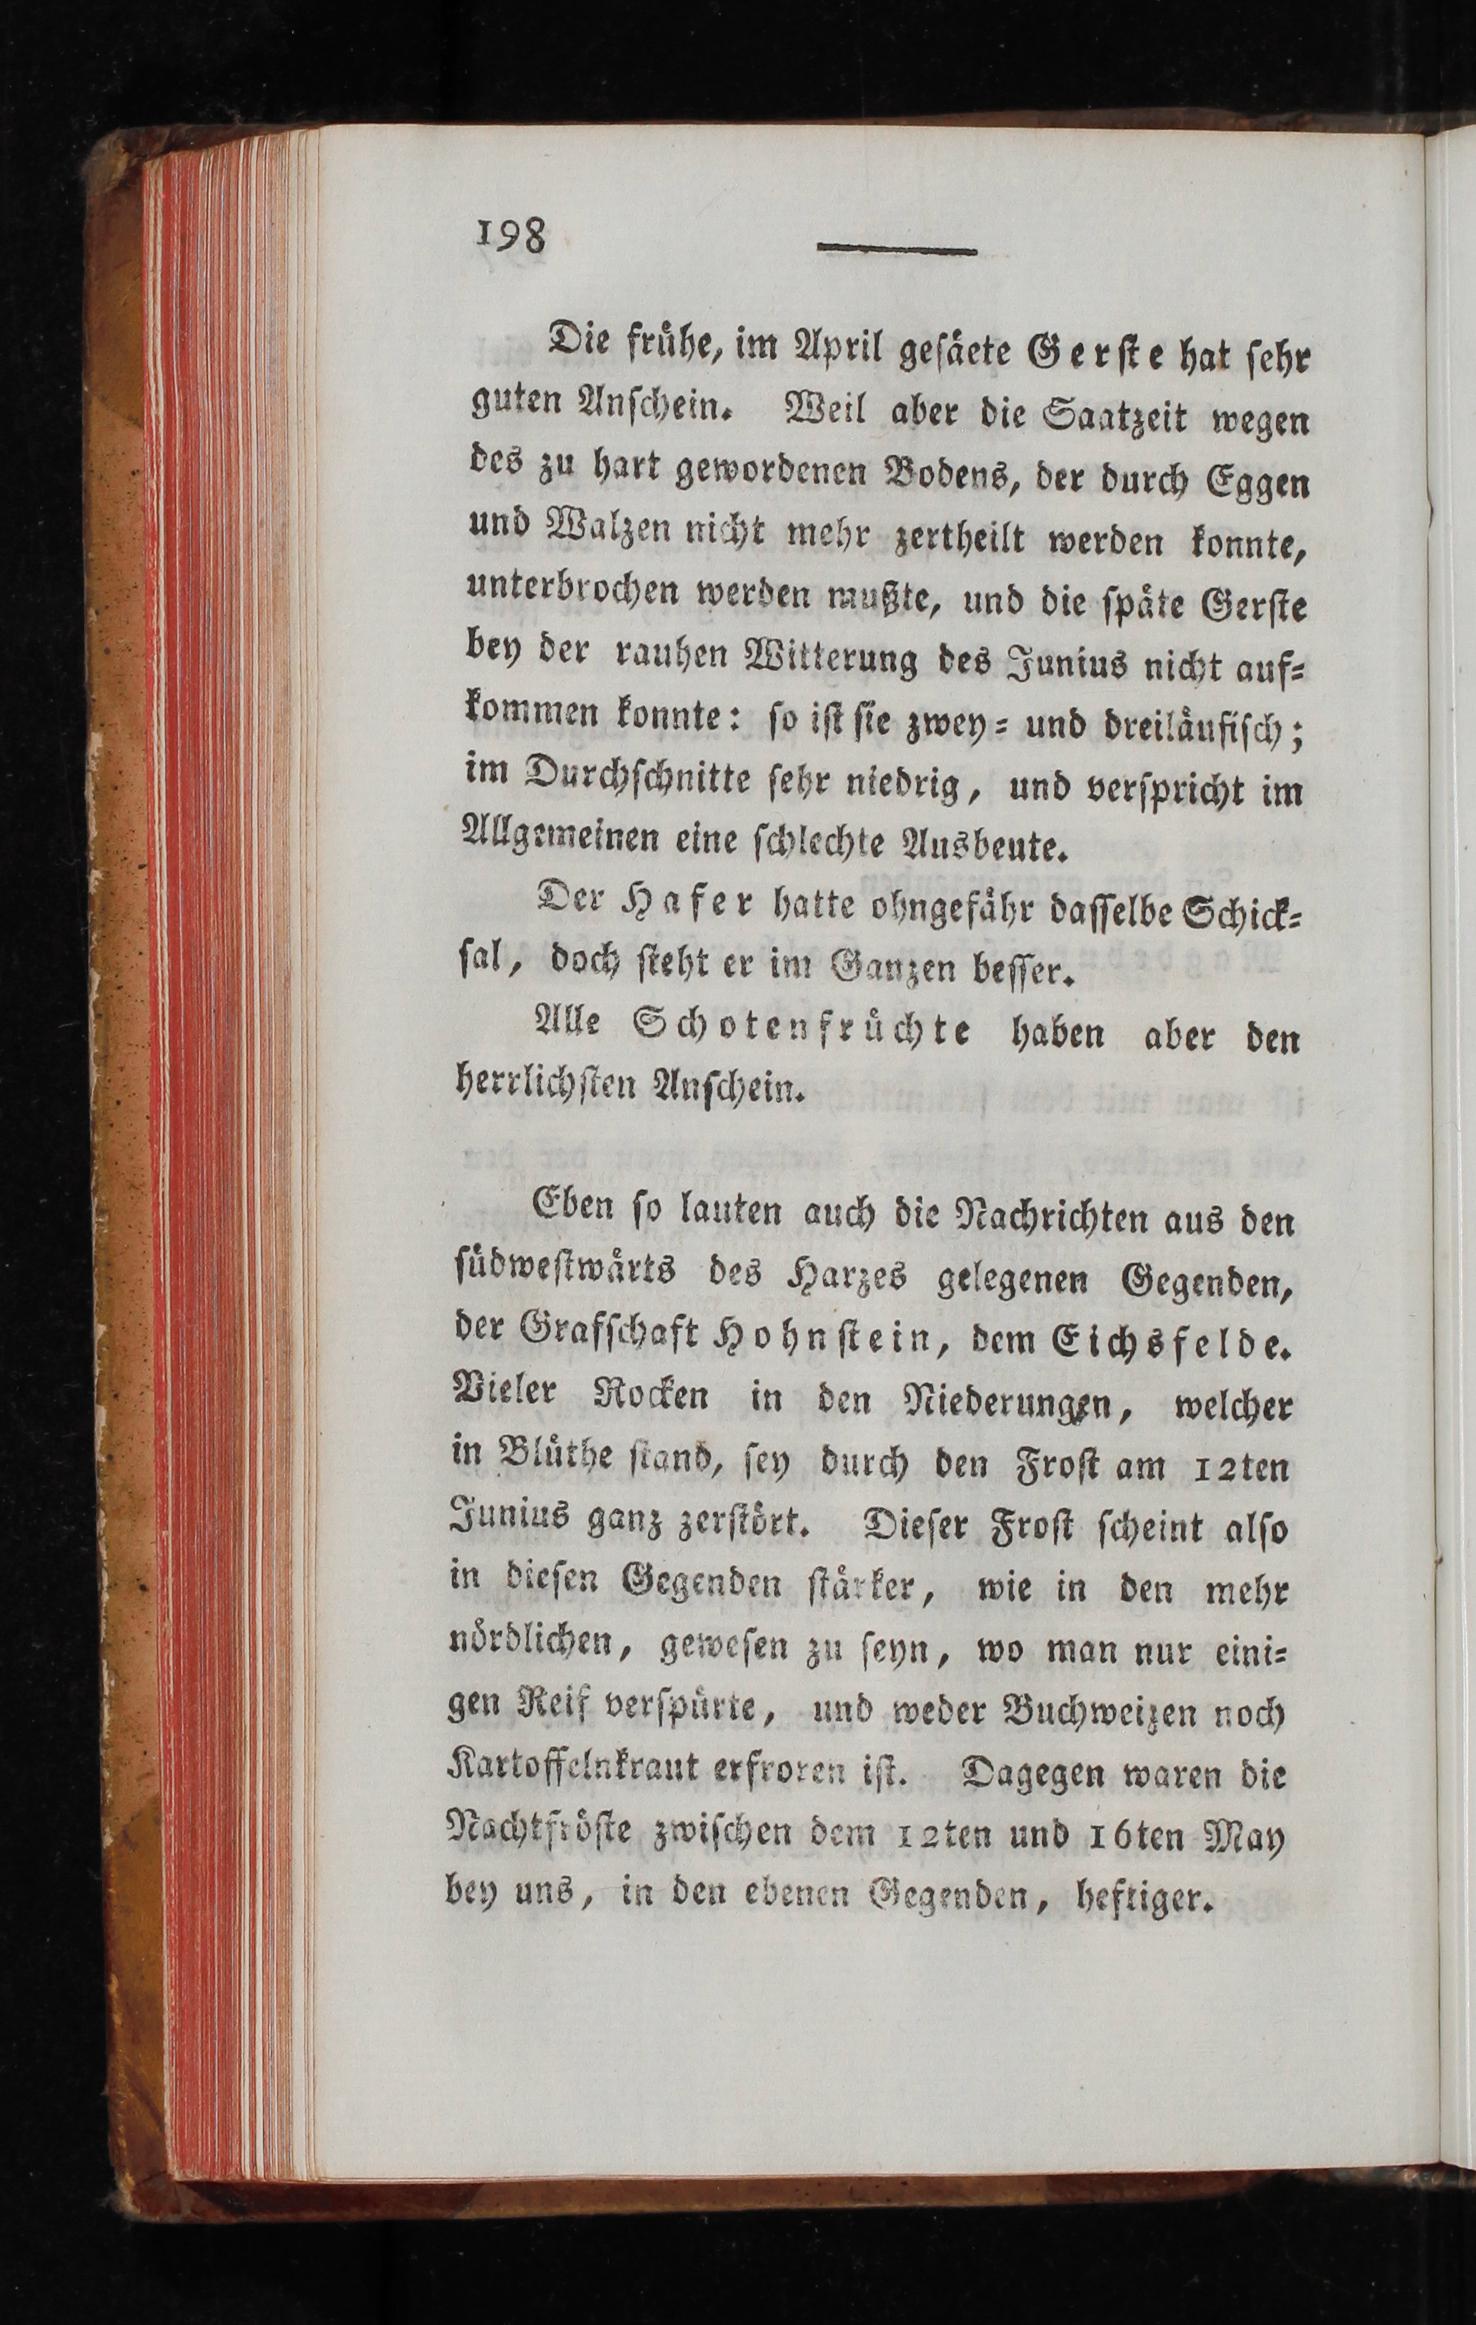 198
Die frühe, im April geſäete Gerſte hat ſehr
guten Anſchein. Weil aber die Saatzeit wegen
des zu hart gewordenen Bodens, der durch Eggen
und Walzen nicht mehr zertheilt werden konnte,
unterbrochen werden mußte, und die ſpäte Gerſte
bey der rauhen Witterung des Junius nicht auf⸗
kommen konnte: ſo iſt ſie zwey⸗ und dreiläufiſch;
im Durchſchnitte ſehr niedrig, und verſpricht im
Allgemeinen eine ſchlechte Ausbeute.
Der Hafer hatte ohngefähr daſſelbe Schick⸗
ſal, doch ſteht er im Ganzen beſſer.
Alle Schotenfrüchte haben aber den
herrlichſten Anſchein.
Eben ſo lauten auch die Nachrichten aus den
ſüdweſtwärts des Harzes gelegenen Gegenden,
der Grafſchaft Hohnſtein, dem Eichsfelde.
Vieler Rocken in den Niederungen, welcher
in Blüthe ſtand, ſey durch den Froſt am 12ten
Junius ganz zerſtört. Dieſer Froſt ſcheint alſo
in dieſen Gegenden ſtärker, wie in den mehr
nördlichen, geweſen zu ſeyn, wo man nur eini⸗
gen Reif verſpürte, und weder Buchweizen noch
Kartoffelnkraut erfroren iſt. Dagegen waren die
Nachtfröſte zwiſchen dem 12ten und 16ten May
bey uns, in den ebenen Gegenden, heftiger.